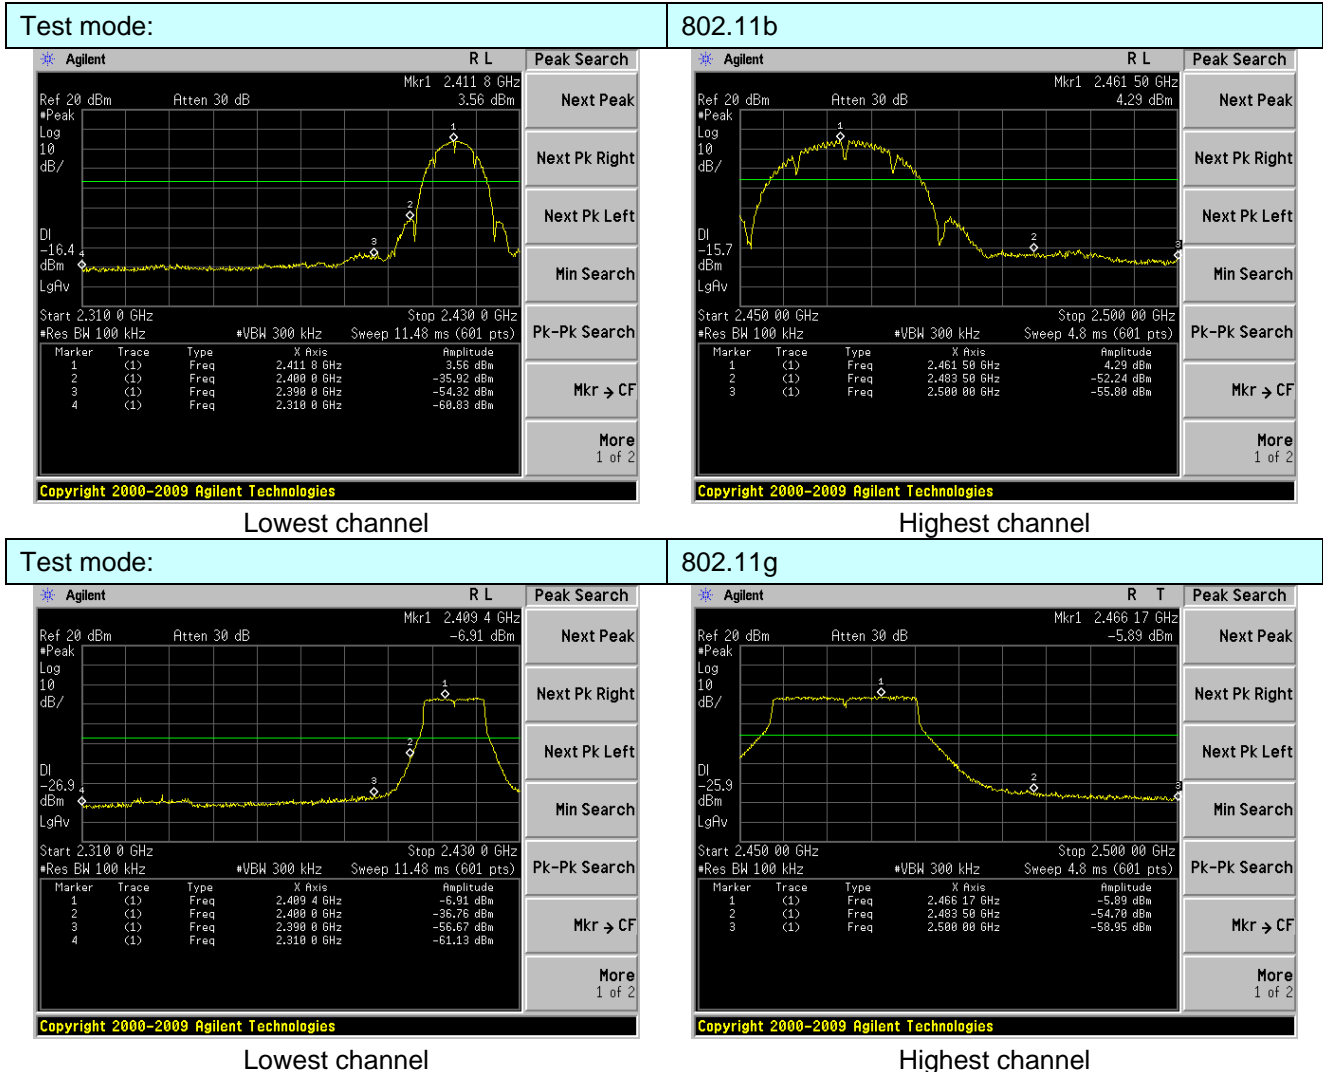 Test mode: 802.11b
Agilent R L Peak Search
Mkr1 2.411 8 GHz
Ref 20 dBm Atten 30 dB 3.56 dBm
#Peak
Log
10
dB/
1
2
3
4
DI
-16.4
dBm
LgAv
Start 2.310 0 GHz Stop 2.430 0 GHz
#Res BW 100 kHz #VBW 300 kHz Sweep 11.48 ms (601 pts)
Marker Trace Type X Axis Amplitude
1 (1) Freq 2.411 8 GHz 3.56 dBm
2 (1) Freq 2.400 0 GHz -35.92 dBm
3 (1) Freq 2.390 0 GHz -54.32 dBm
4 (1) Freq 2.310 0 GHz -60.83 dBm
Copyright 2000-2009 Agilent Technologies
Next Peak
Next Pk Right
Next Pk Left
Min Search
Pk-Pk Search
Mkr → CF
More
1 of 2
Lowest channel
Agilent R L Peak Search
Mkr1 2.461 50 GHz
Ref 20 dBm Atten 30 dB 4.29 dBm
#Peak
Log
10
dB/
1
2
3
DI
-15.7
dBm
LgAv
Start 2.450 00 GHz Stop 2.500 00 GHz
#Res BW 100 kHz #VBW 300 kHz Sweep 4.8 ms (601 pts)
Marker Trace Type X Axis Amplitude
1 (1) Freq 2.461 50 GHz 4.29 dBm
2 (1) Freq 2.483 50 GHz -52.24 dBm
3 (1) Freq 2.500 00 GHz -55.80 dBm
Copyright 2000-2009 Agilent Technologies
Next Peak
Next Pk Right
Next Pk Left
Min Search
Pk-Pk Search
Mkr → CF
More
1 of 2
Highest channel
Test mode: 802.11g
Agilent R L Peak Search
Mkr1 2.409 4 GHz
Ref 20 dBm Atten 30 dB -6.91 dBm
#Peak
Log
10
dB/
1
2
3
4
DI
-26.9
dBm
LgAv
Start 2.310 0 GHz Stop 2.430 0 GHz
#Res BW 100 kHz #VBW 300 kHz Sweep 11.48 ms (601 pts)
Marker Trace Type X Axis Amplitude
1 (1) Freq 2.409 4 GHz -6.91 dBm
2 (1) Freq 2.400 0 GHz -36.76 dBm
3 (1) Freq 2.390 0 GHz -56.67 dBm
4 (1) Freq 2.310 0 GHz -61.13 dBm
Copyright 2000-2009 Agilent Technologies
Next Peak
Next Pk Right
Next Pk Left
Min Search
Pk-Pk Search
Mkr → CF
More
1 of 2
Lowest channel
Agilent R T Peak Search
Mkr1 2.466 17 GHz
Ref 20 dBm Atten 30 dB -5.89 dBm
#Peak
Log
10
dB/
1
2
3
DI
-25.9
dBm
LgAv
Start 2.450 00 GHz Stop 2.500 00 GHz
#Res BW 100 kHz #VBW 300 kHz Sweep 4.8 ms (601 pts)
Marker Trace Type X Axis Amplitude
1 (1) Freq 2.466 17 GHz -5.89 dBm
2 (1) Freq 2.483 50 GHz -54.70 dBm
3 (1) Freq 2.500 00 GHz -58.95 dBm
Copyright 2000-2009 Agilent Technologies
Next Peak
Next Pk Right
Next Pk Left
Min Search
Pk-Pk Search
Mkr → CF
More
1 of 2
Highest channel